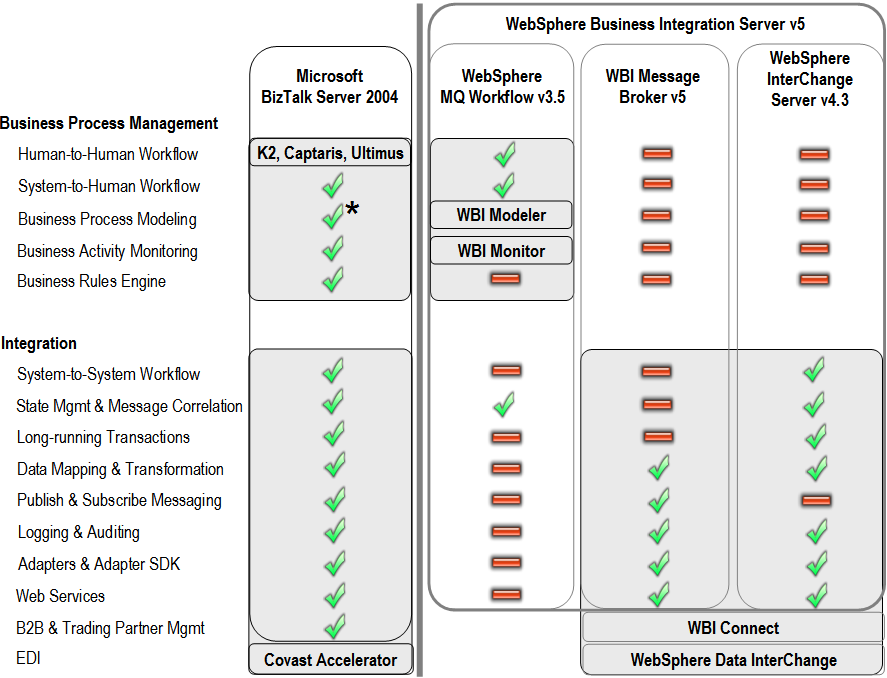 WebSphere Business Integration Server v5
Microsoft
BizTalk Server 2004
WebSphere
MQ Workflow v3.5
WBI Message
Broker v5
WebSphere
InterChange
Server v4.3
Business Process Management
Human-to-Human Workflow
K2, Captaris, Ultimus
System-to-Human Workflow
Business Process Modeling
*
WBI Modeler
Business Activity Monitoring
WBI Monitor
Business Rules Engine
Integration
System-to-System Workflow
State Mgmt & Message Correlation
Long-running Transactions
Data Mapping & Transformation
Publish & Subscribe Messaging
Logging & Auditing
Adapters & Adapter SDK
Web Services
B2B & Trading Partner Mgmt
WBI Connect
EDI
Covast Accelerator
WebSphere Data InterChange